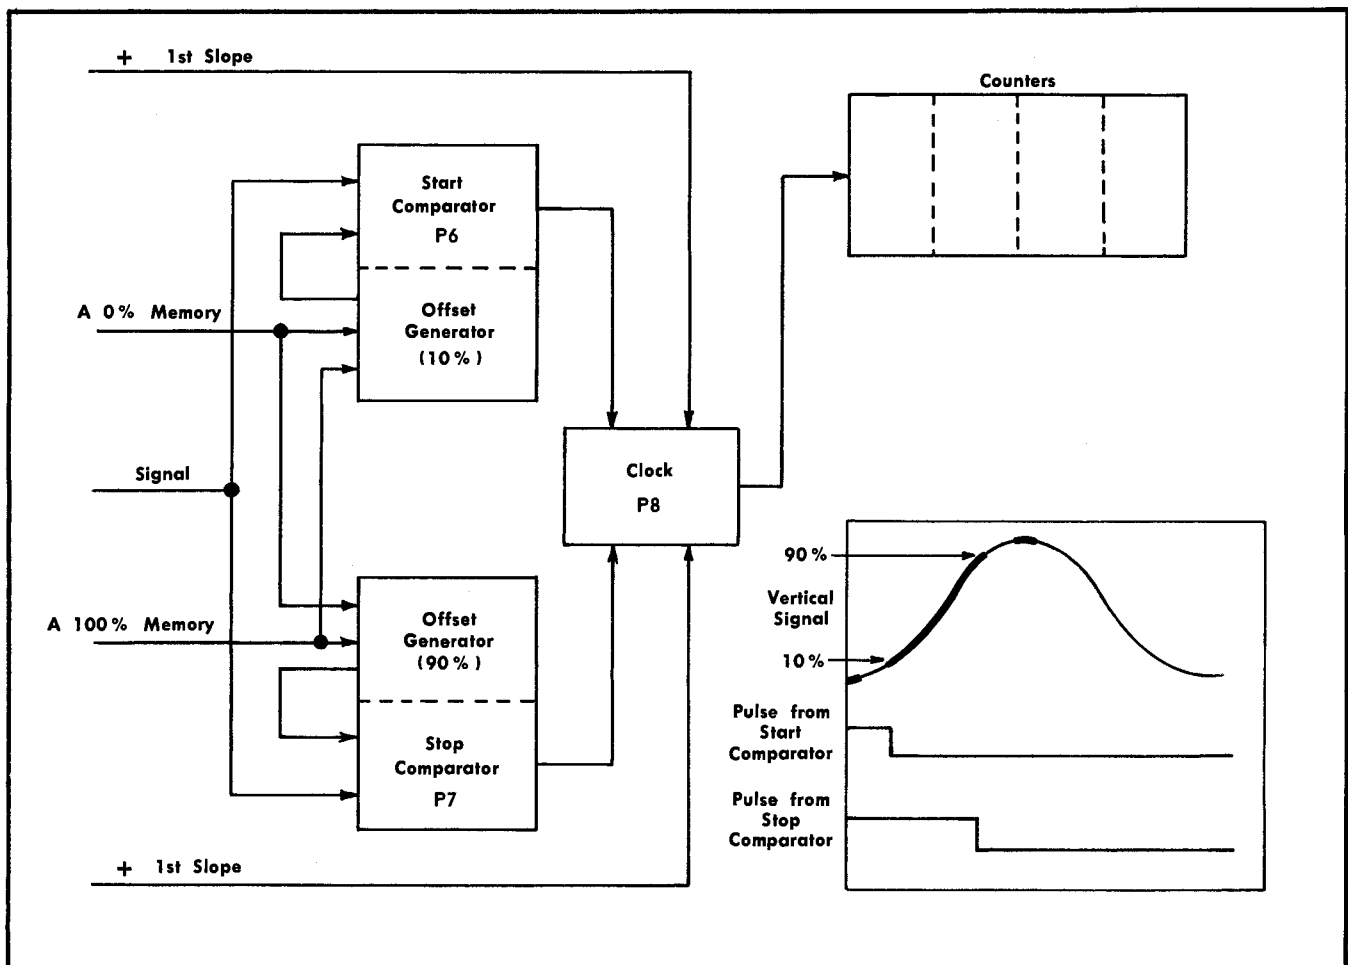 + 1st Slope
Counters
Start
Comparator
P6
A 0% Memory
Offset
Generator
(10%)
Signal
Clock
P8
A 100% Memory
Offset
Generator
(90%)
Stop
Comparator
P7
+ 1st Slope
90%
Vertical
Signal
10%
Pulse from
Start
Comparator
Pulse from
Stop
Comparator